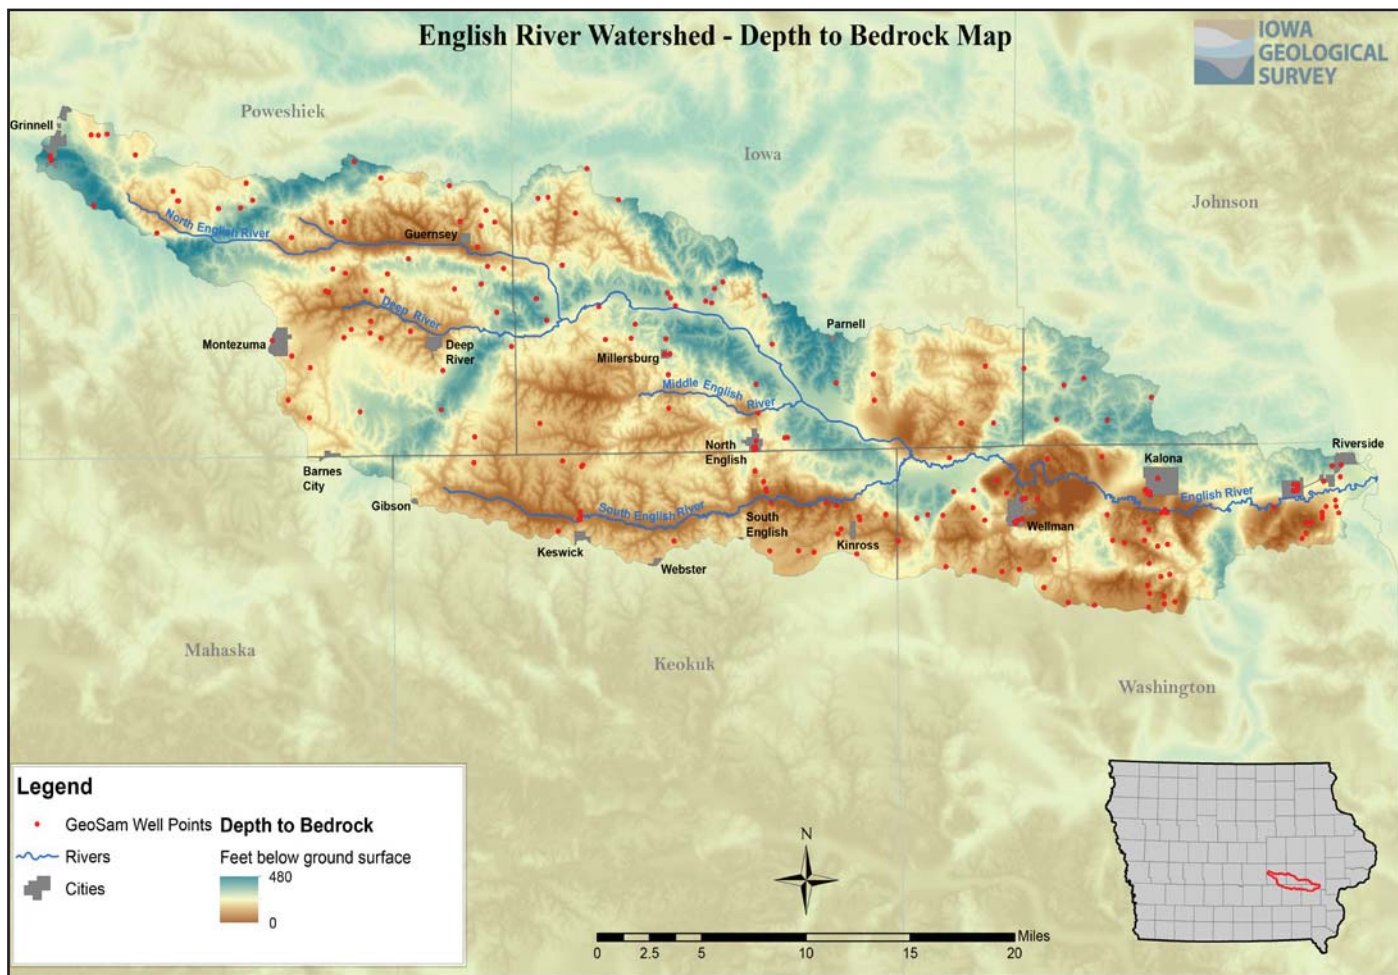 English River Watershed - Depth to Bedrock Map
IOWA
GEOLOGICAL
SURVEY
Poweshiek
Grinnell
Iowa
Johnson
North English River
Guernsey
Deep River
Montezuma
Deep
River
Parnell
Millersburg
Middle English
River
North
English
Barnes
City
Riverside
Kalona
Gibson
English River
South English River
South
English
Wellman
Keswick
Kinross
Webster
Mahaska
Keokuk
Washington
Legend
GeoSam Well Points
Rivers
Cities
Depth to Bedrock
Feet below ground surface
480
0
N
Miles
0 2.5 5 10 15 20